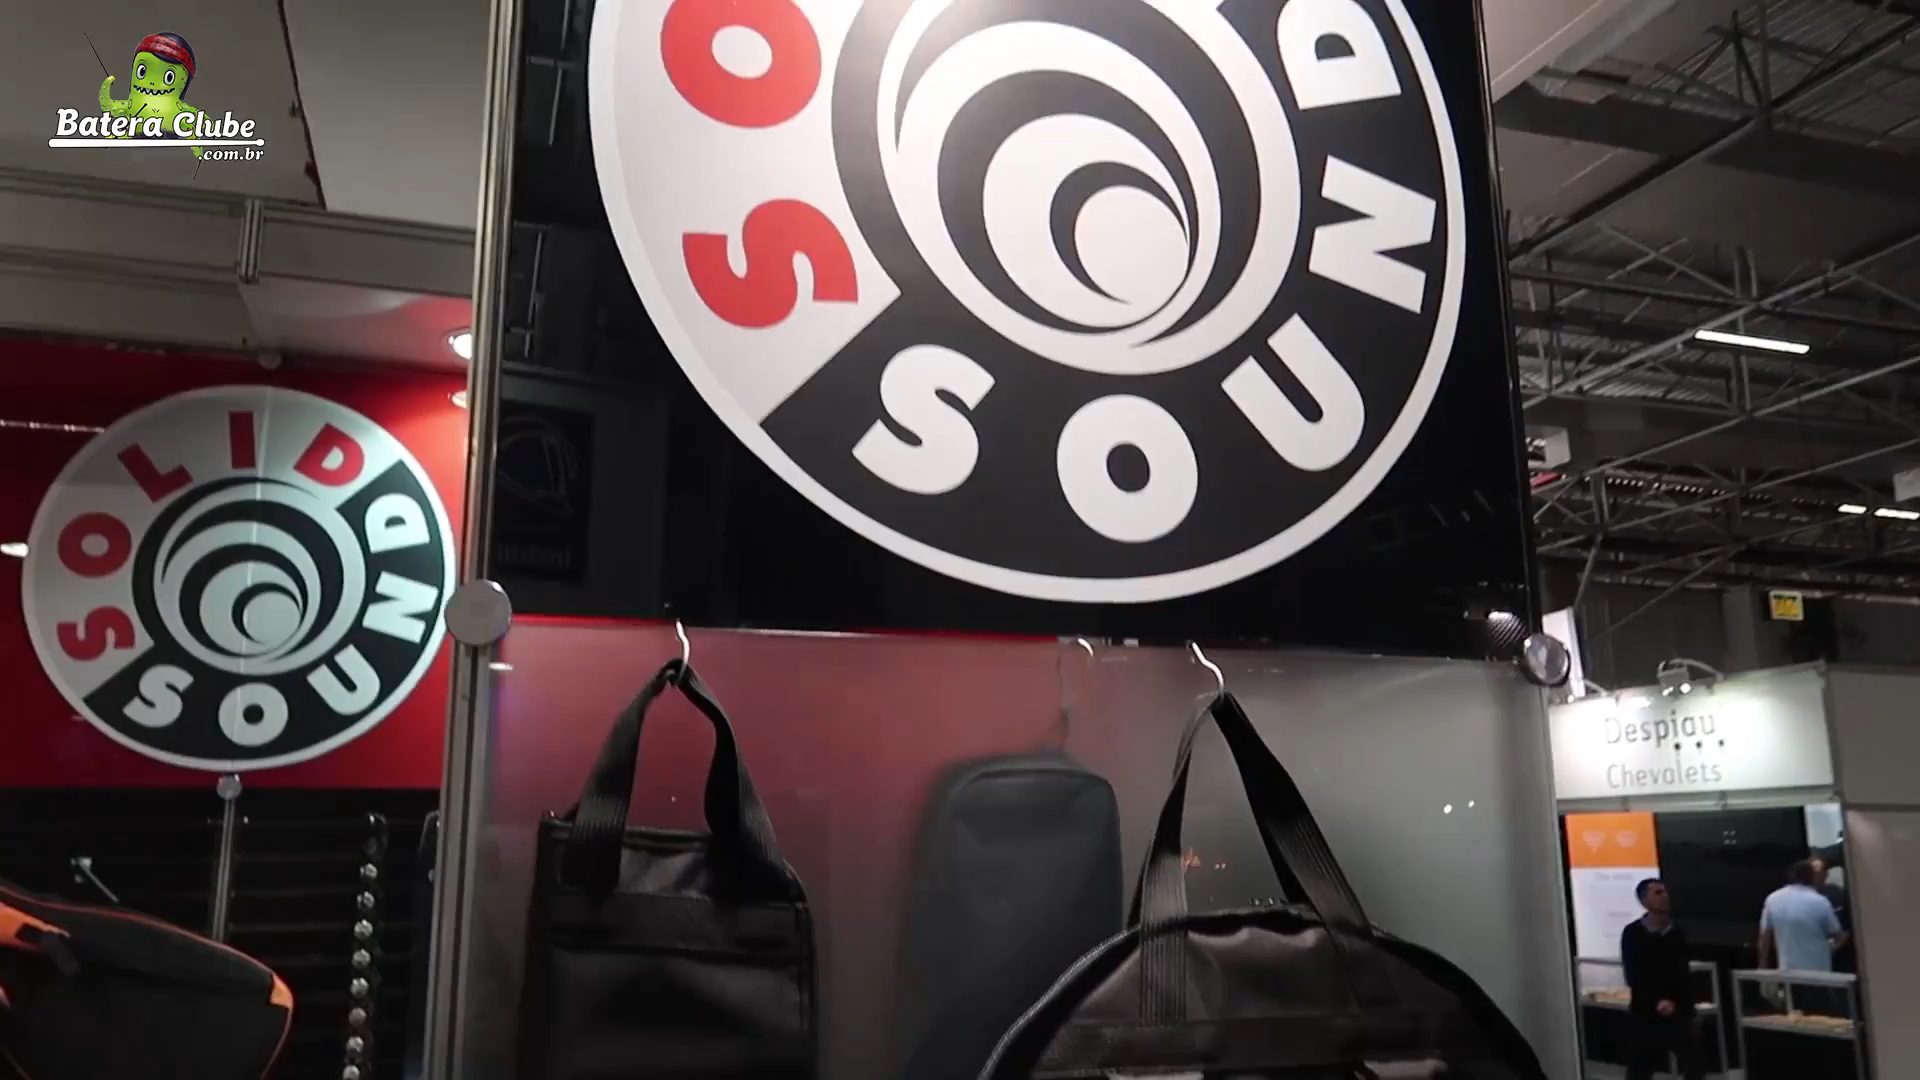 Batera Clube
.com.br
SO
SOUND
SOLID
SOUND
Despiau
Chevalets